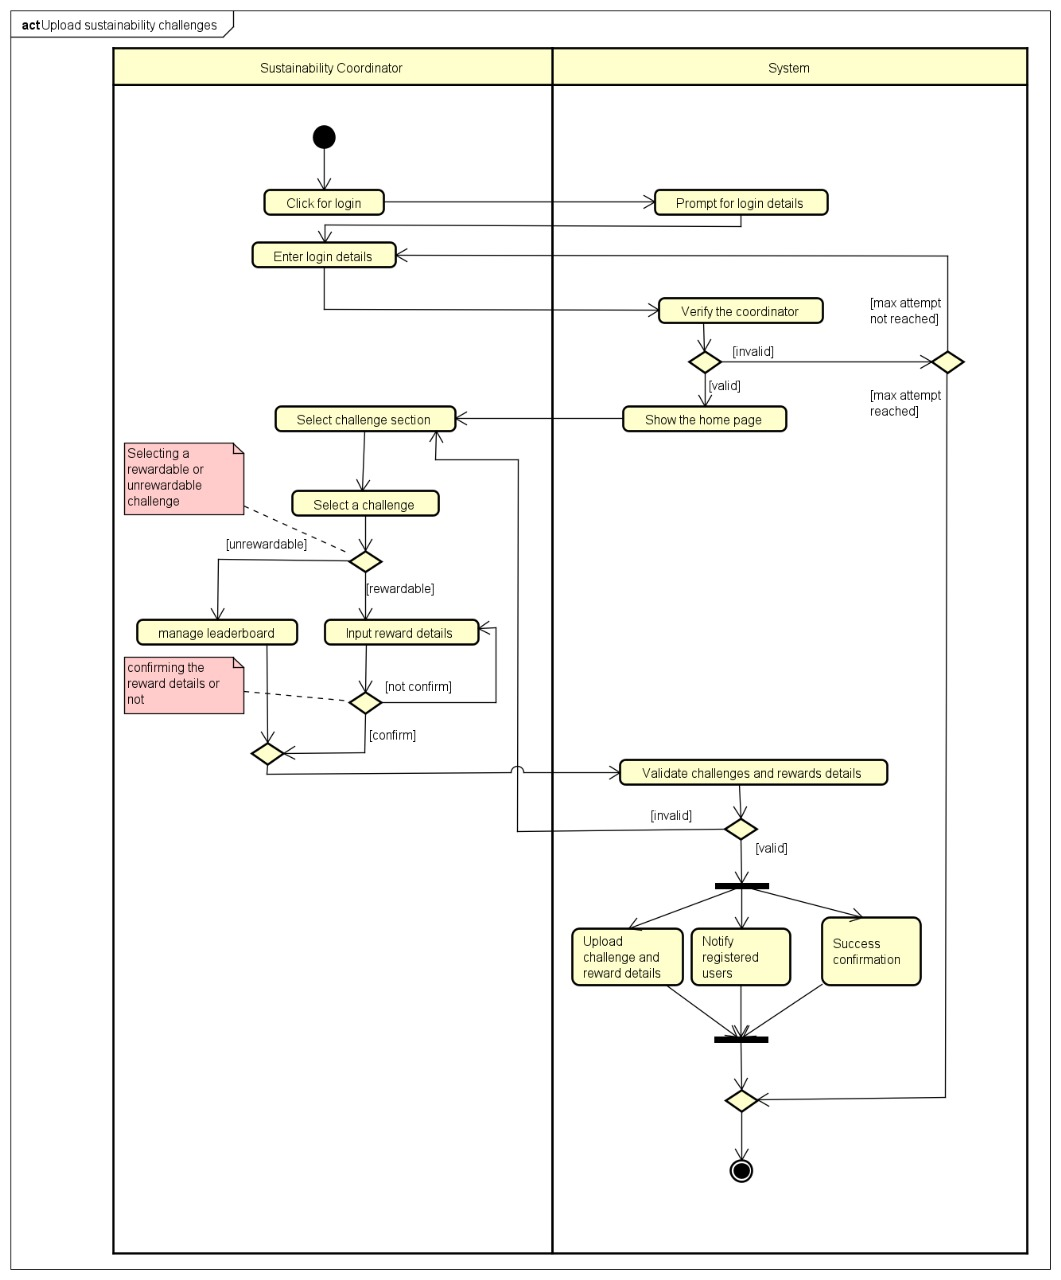 act Upload sustainability challenges
Sustainability Coordinator
System
Click for login
Prompt for login details
Enter login details
Verify the coordinator
[max attempt
not reached]
[invalid]
[valid]
[max attempt
reached]
Select challenge section
Show the home page
Selecting a
rewardable or
unrewardable
challenge
Select a challenge
[unrewardable]
[rewardable]
manage leaderboard
Input reward details
confirming the
reward details or
not
[not confirm]
[confirm]
Validate challenges and rewards details
[invalid]
[valid]
Upload
challenge and
reward details
Notify
registered
users
Success
confirmation